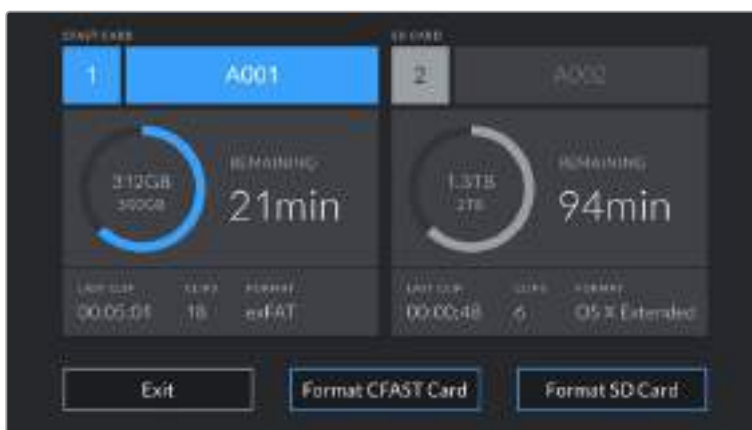 CFAST CARD
SD CARD
1
A001
2
A002
312GB
REMAINING
21min
1.3TB
2TB
REMAINING
94min
LAST CLIP
CLIPS
FORMAT
00:05:01
18
exFAT
LAST CLIP
CLIPS
FORMAT
00:00:48
6
OS X Extended
Exit
Format CFAST Card
Format SD Card